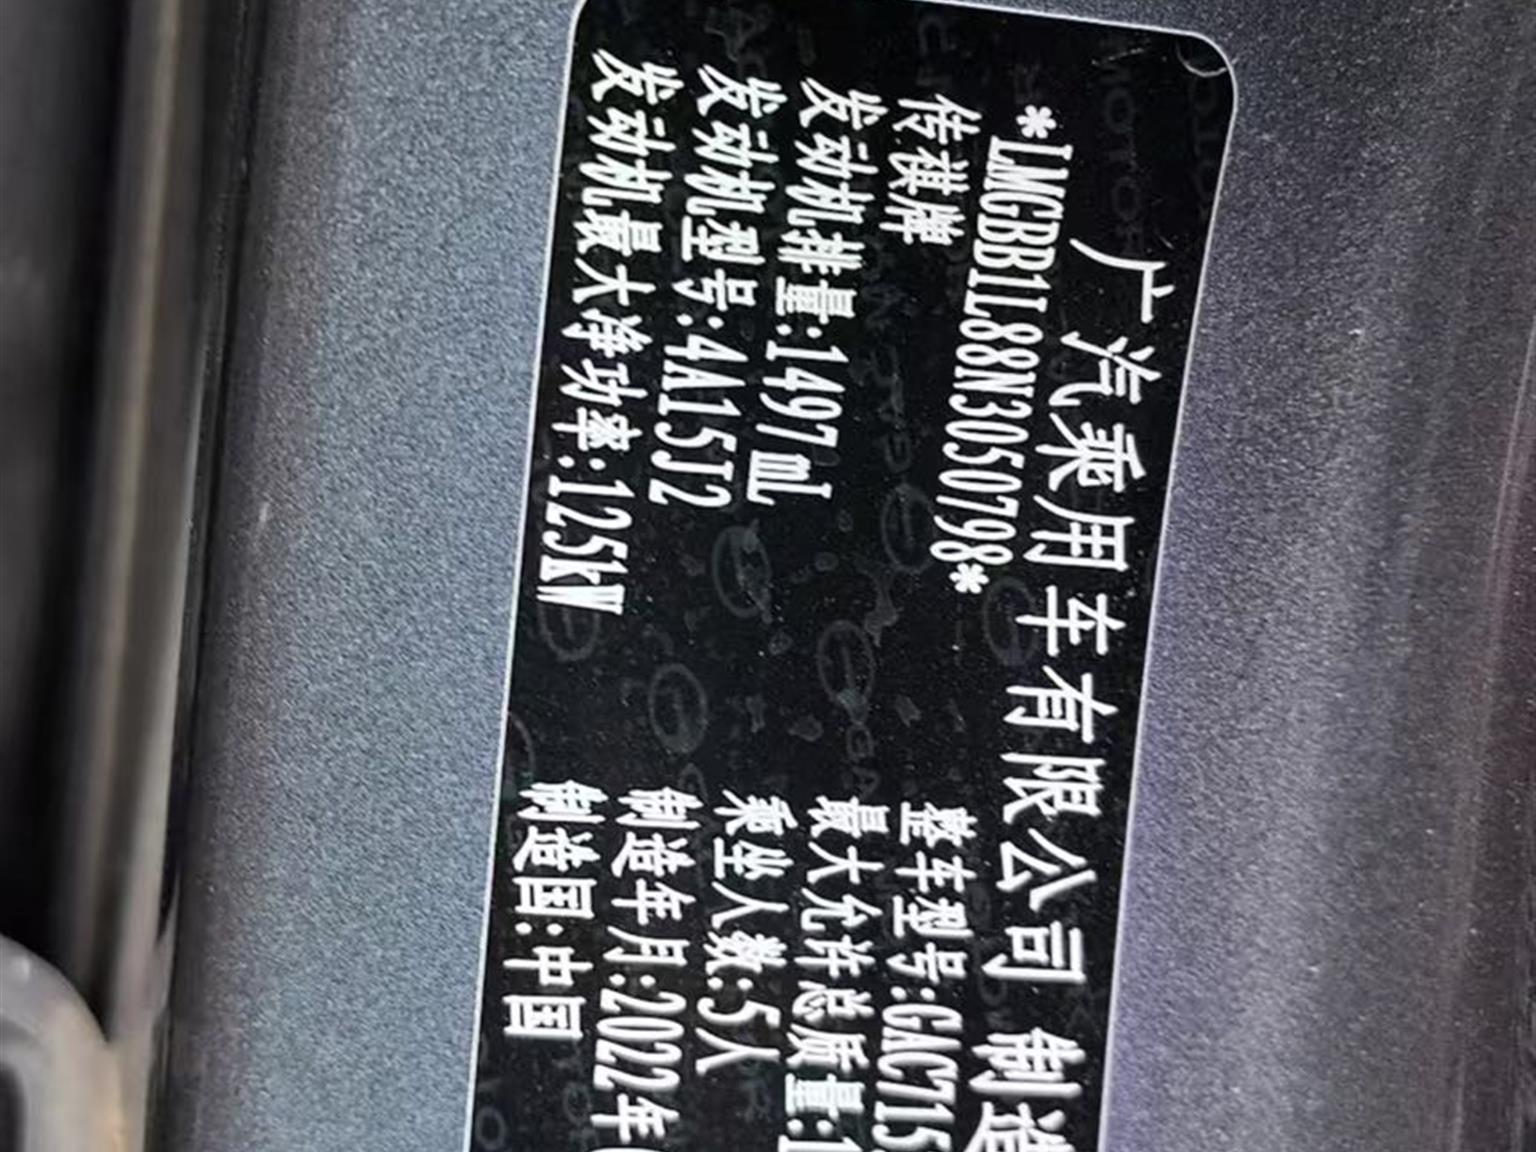 广汽乘用车有限公司 制造
*LMGBB1L88N3050798*
传祺牌 整车型号:GAC715
发动机排量:1497mL 最大允许总质量:1
发动机型号:4A15J2 乘坐人数:5人
发动机最大净功率:125kW 制造年月:2022年
制造国:中国